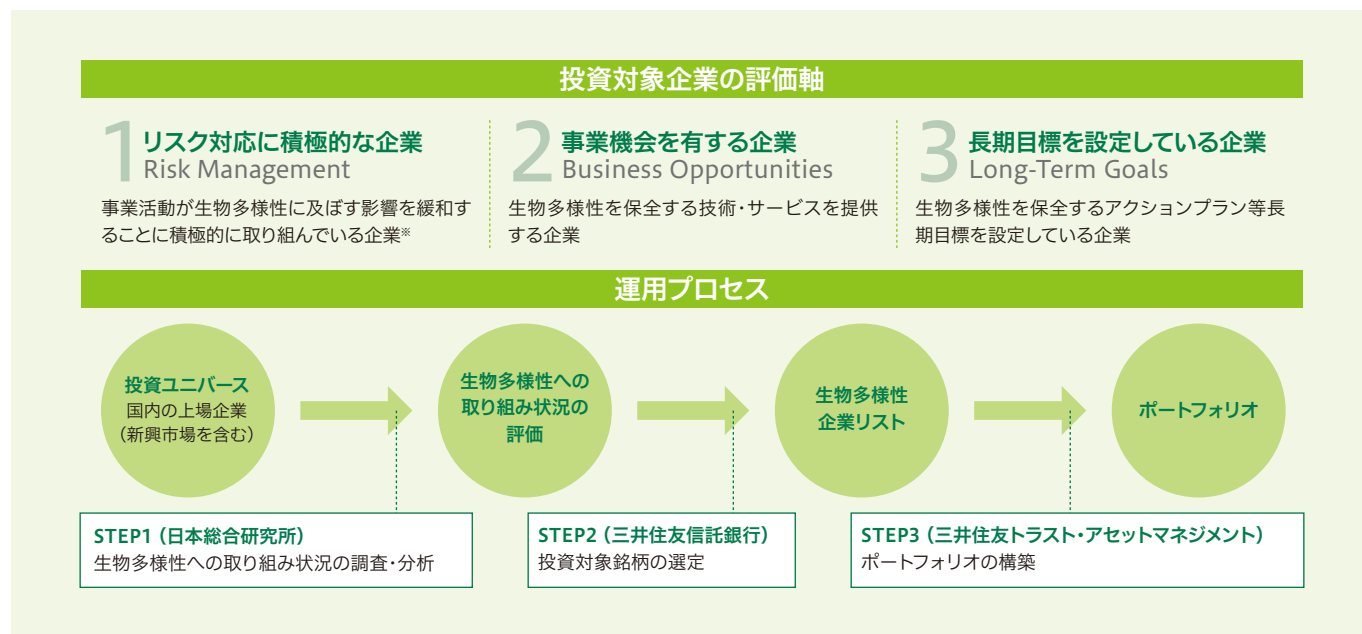 投資対象企業の評価軸
1 リスク対応に積極的な企業
Risk Management
事業活動が生物多様性に及ぼす影響を緩和す
ることに積極的に取り組んでいる企業※
2 事業機会を有する企業
Business Opportunities
生物多様性を保全する技術・サービスを提供
する企業
3 長期目標を設定している企業
Long-Term Goals
生物多様性を保全するアクションプラン等長
期目標を設定している企業
運用プロセス
投資ユニバース
国内の上場企業
(新興市場を含む)
生物多様性への
取り組み状況の
評価
生物多様性
企業リスト
ポートフォリオ
STEP1(日本総合研究所)
生物多様性への取り組み状況の調査・分析
STEP2(三井住友信託銀行)
投資対象銘柄の選定
STEP3(三井住友トラスト・アセットマネジメント)
ポートフォリオの構築